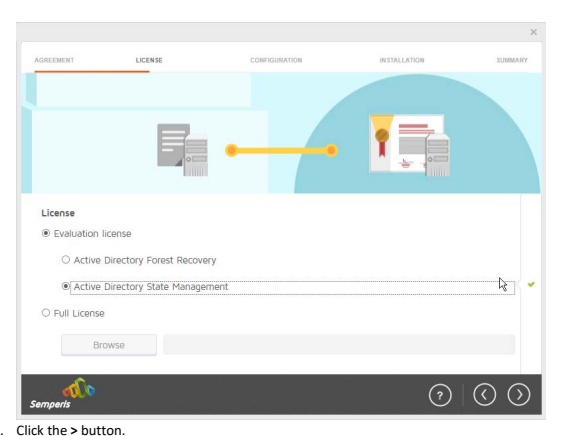 AGREEMENT LICENSE CONFIGURATION INSTALLATION SUMMARY
License
Evaluation license
Active Directory Forest Recovery
Active Directory State Management
Full License
Browse
Semperis
?
. Click the > button.